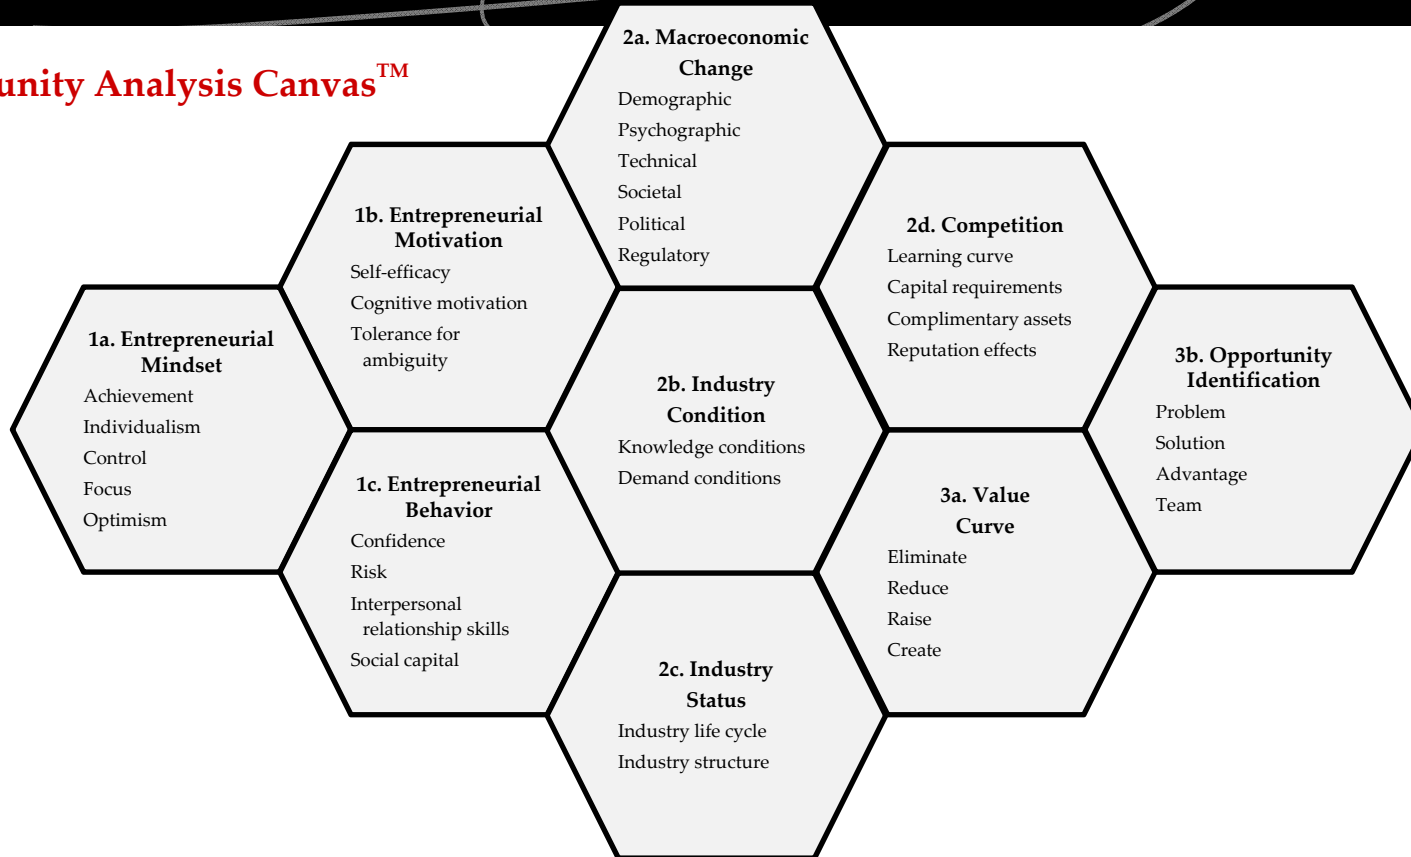 unity Analysis Canvas™
2a. Macroeconomic
Change
Demographic
Psychographic
Technical
Societal
Political
Regulatory
1b. Entrepreneurial
Motivation
Self-efficacy
Cognitive motivation
Tolerance for
ambiguity
2d. Competition
Learning curve
Capital requirements
Complimentary assets
Reputation effects
1a. Entrepreneurial
Mindset
Achievement
Individualism
Control
Focus
Optimism
2b. Industry
Condition
Knowledge conditions
Demand conditions
3b. Opportunity
Identification
Problem
Solution
Advantage
Team
1c. Entrepreneurial
Behavior
Confidence
Risk
Interpersonal
relationship skills
Social capital
3a. Value
Curve
Eliminate
Reduce
Raise
Create
2c. Industry
Status
Industry life cycle
Industry structure